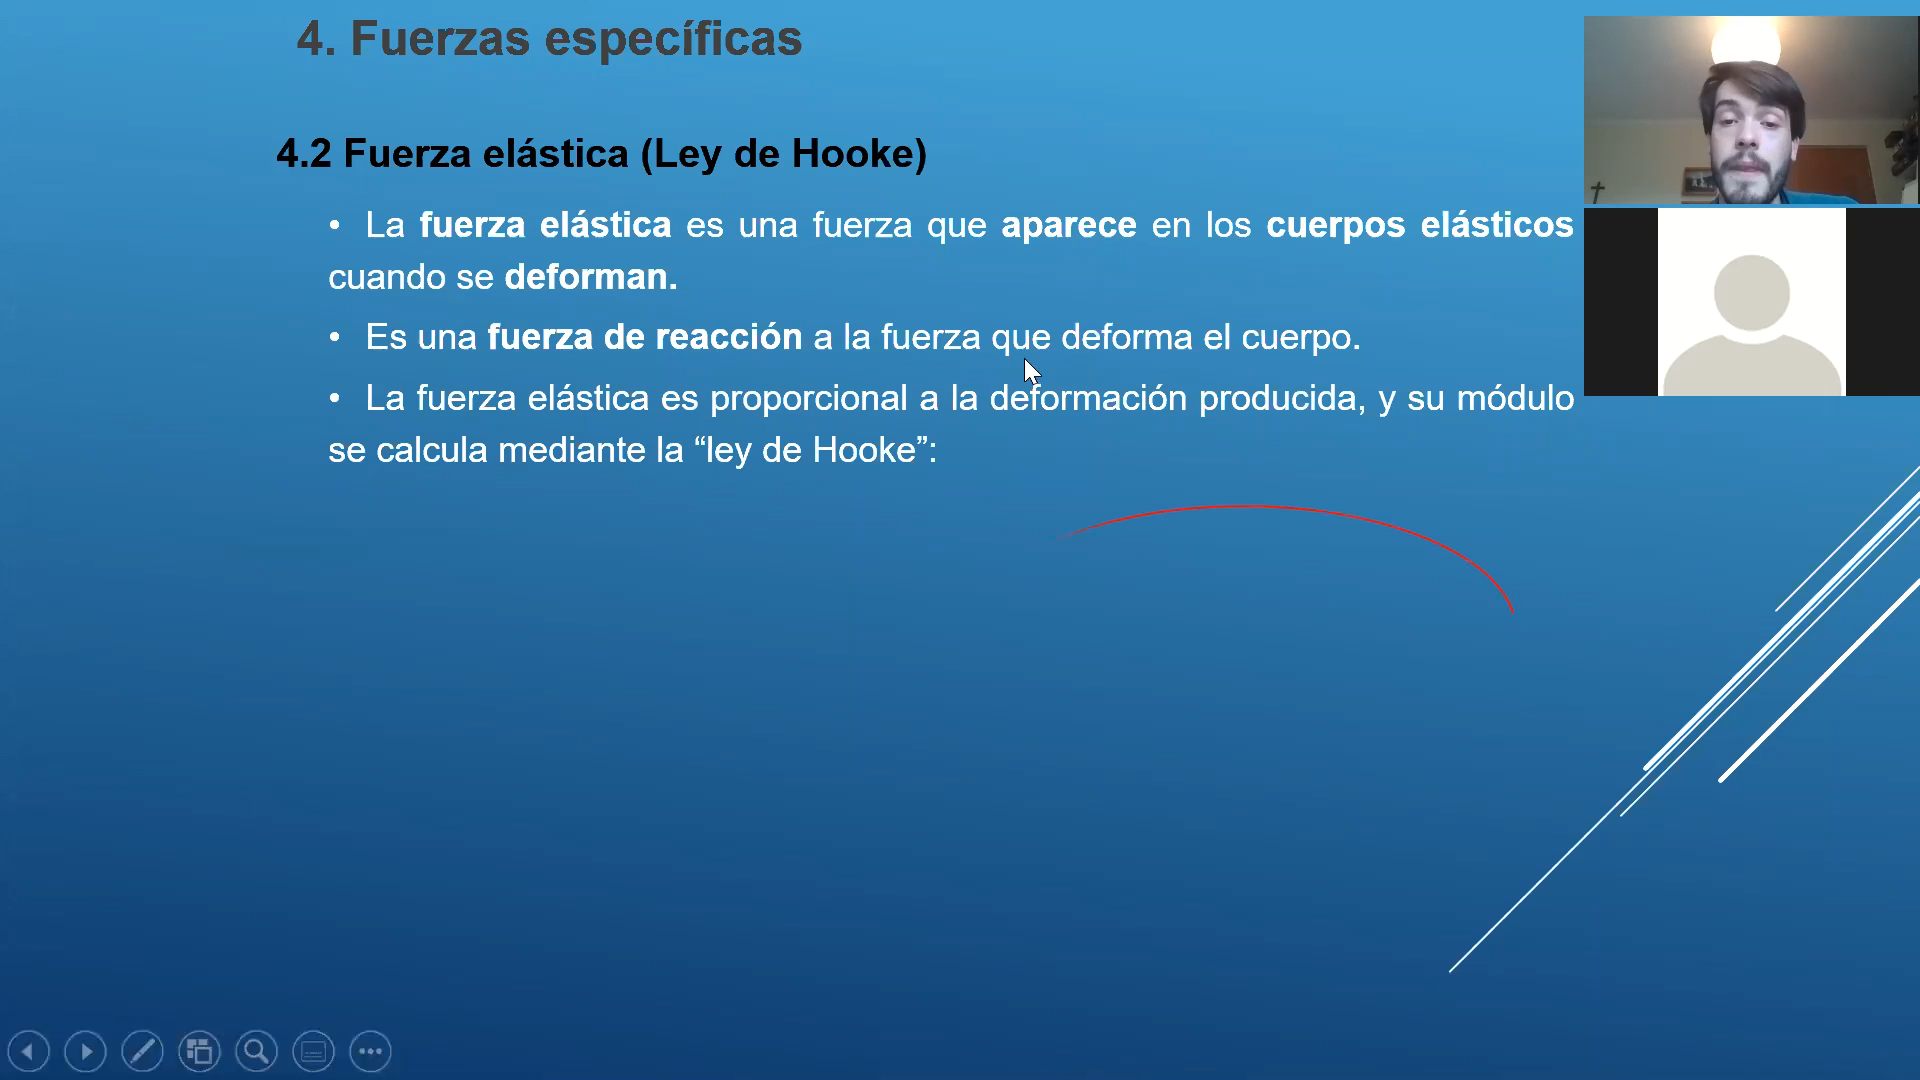 4. Fuerzas específicas
4.2 Fuerza elástica (Ley de Hooke)
• La fuerza elástica es una fuerza que aparece en los cuerpos elásticos
cuando se deforman.
• Es una fuerza de reacción a la fuerza que deforma el cuerpo.
• La fuerza elástica es proporcional a la deformación producida, y su módulo
se calcula mediante la “ley de Hooke”: